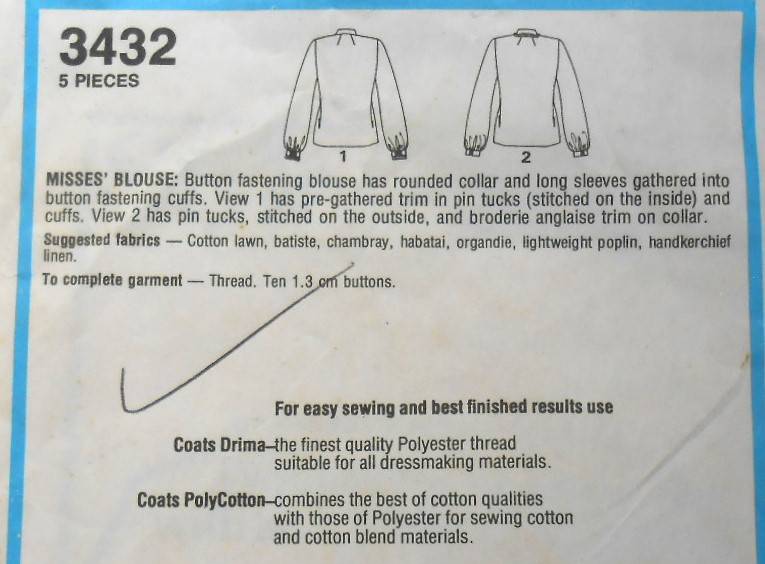 3432
5 PIECES
1
2
MISSES' BLOUSE: Button fastening blouse has rounded collar and long sleeves gathered into
button fastening cuffs. View 1 has pre-gathered trim in pin tucks (stitched on the inside) and
cuffs. View 2 has pin tucks, stitched on the outside, and broderie anglaise trim on collar.
Suggested fabrics — Cotton lawn, batiste, chambray, habatai, organdie, lightweight poplin, handkerchief
linen.
To complete garment — Thread. Ten 1.3 cm buttons.
For easy sewing and best finished results use
Coats Drima–the finest quality Polyester thread
suitable for all dressmaking materials.
Coats PolyCotton–combines the best of cotton qualities
with those of Polyester for sewing cotton
and cotton blend materials.